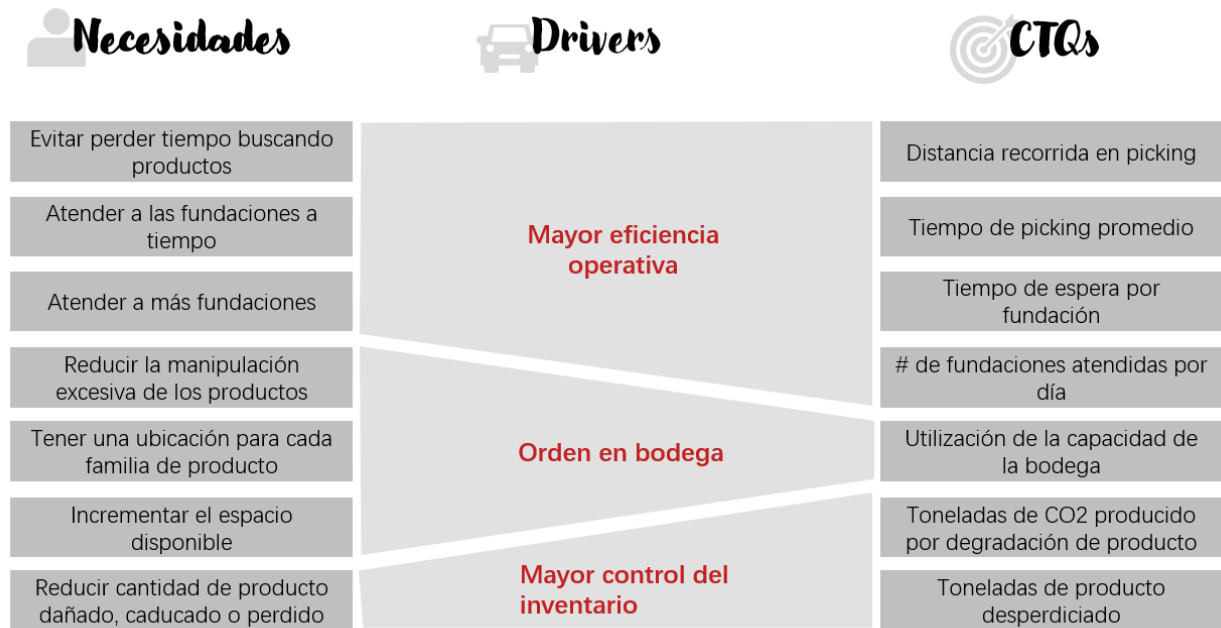 Necesidades
Drivers
CTQs
Evitar perder tiempo buscando
productos
Atender a las fundaciones a
tiempo
Atender a más fundaciones
Reducir la manipulación
excesiva de los productos
Tener una ubicación para cada
familia de producto
Incrementar el espacio
disponible
Reducir cantidad de producto
dañado, caducado o perdido
Mayor eficiencia
operativa
Orden en bodega
Mayor control del
inventario
Distancia recorrida en picking
Tiempo de picking promedio
Tiempo de espera por
fundación
# de fundaciones atendidas por
día
Utilización de la capacidad de
la bodega
Toneladas de CO2 producido
por degradación de producto
Toneladas de producto
desperdiciado